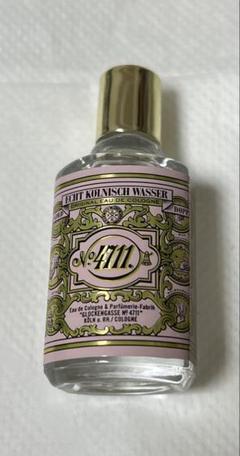 ECHT KÖLNISCH WASSER
ORIGINAL EAU DE COLOGNE
DOPP
Nº 4711.
Eau de Cologne & Parfümerie-Fabrik
"GLOCKENGASSE Nº 4711"
KÖLN a. RH./COLOGNE